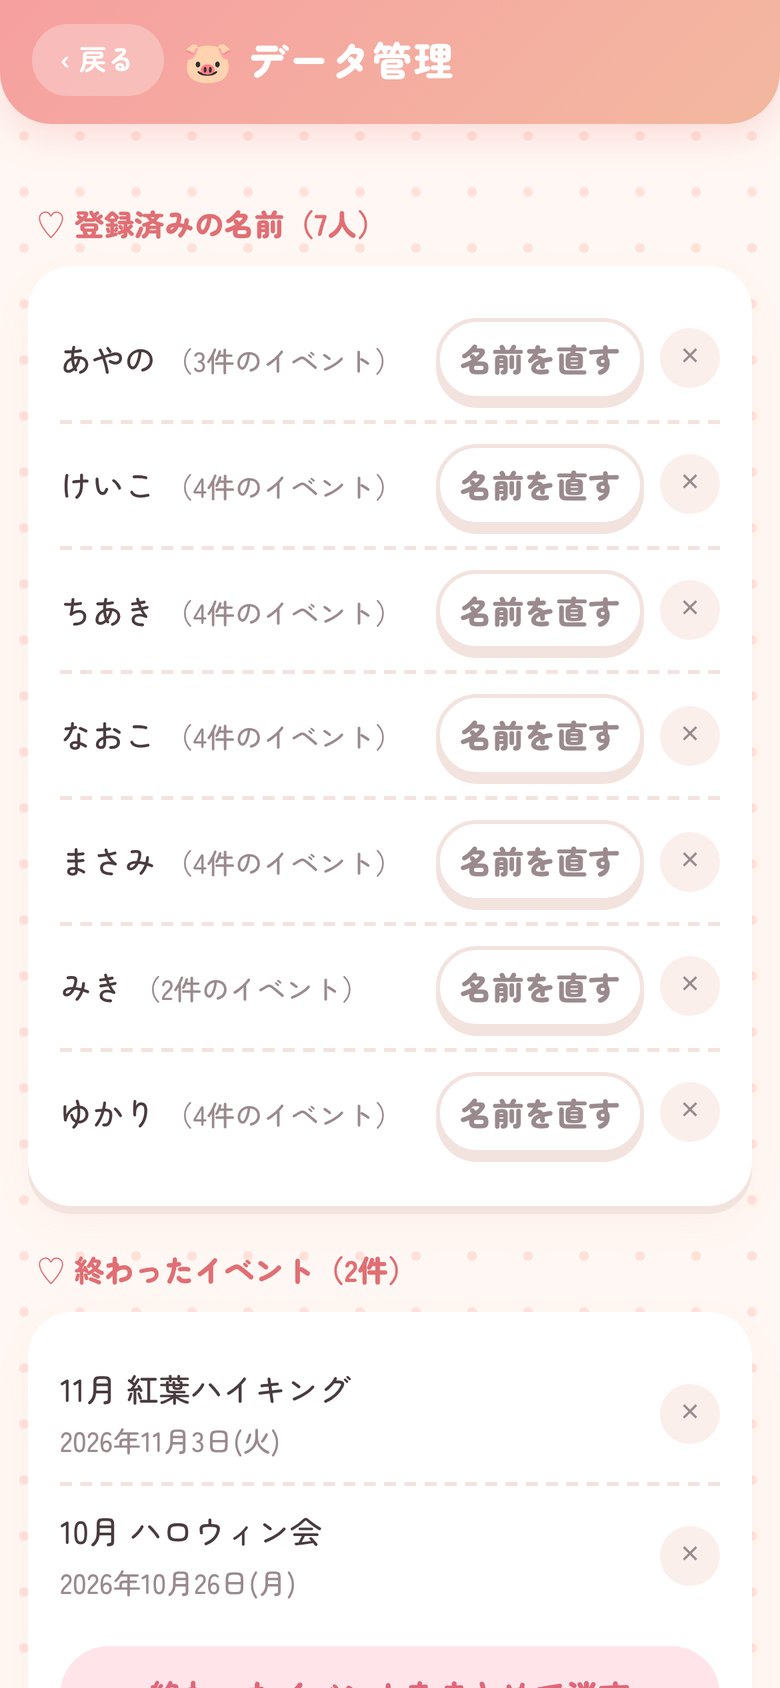 ‹ 戻る データ管理
♡ 登録済みの名前（7人）
あやの （3件のイベント） 名前を直す ×
けいこ （4件のイベント） 名前を直す ×
ちあき （4件のイベント） 名前を直す ×
なおこ （4件のイベント） 名前を直す ×
まさみ （4件のイベント） 名前を直す ×
みき （2件のイベント） 名前を直す ×
ゆかり （4件のイベント） 名前を直す ×
♡ 終わったイベント（2件）
11月 紅葉ハイキング
2026年11月3日(火)
×
10月 ハロウィン会
2026年10月26日(月)
×